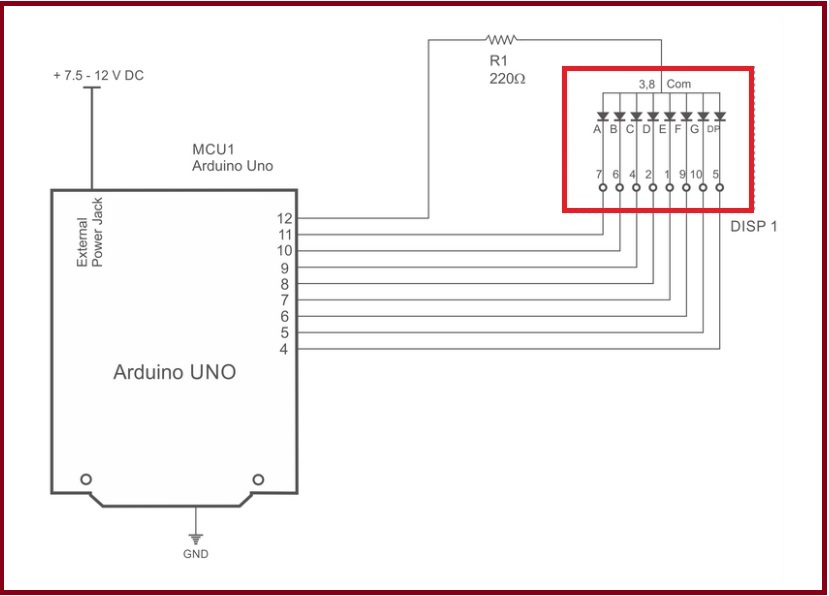 + 7.5 - 12 V DC
R1
220Ω
3,8 Com
A B C D E F G DP
7 6 4 2 1 9 10 5
DISP 1
MCU1
Arduino Uno
External
Power Jack
12
11
10
9
8
7
6
5
4
Arduino UNO
GND